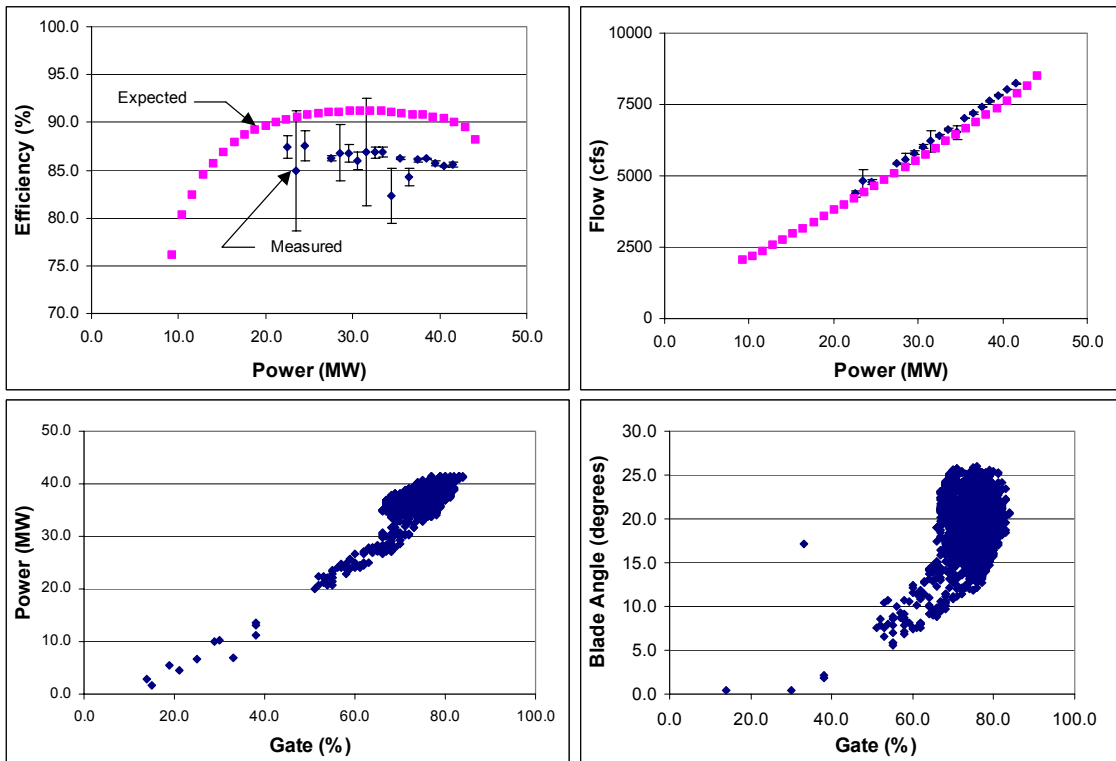 100.0
95.0
90.0
85.0
80.0
75.0
70.0
Efficiency (%)
Expected
Measured
0.0 10.0 20.0 30.0 40.0 50.0
Power (MW)
10000
7500
5000
2500
0
Flow (cfs)
0.0 10.0 20.0 30.0 40.0 50.0
Power (MW)
50.0
40.0
30.0
20.0
10.0
0.0
Power (MW)
0.0 20.0 40.0 60.0 80.0 100.0
Gate (%)
30.0
25.0
20.0
15.0
10.0
5.0
0.0
Blade Angle (degrees)
0.0 20.0 40.0 60.0 80.0 100.0
Gate (%)